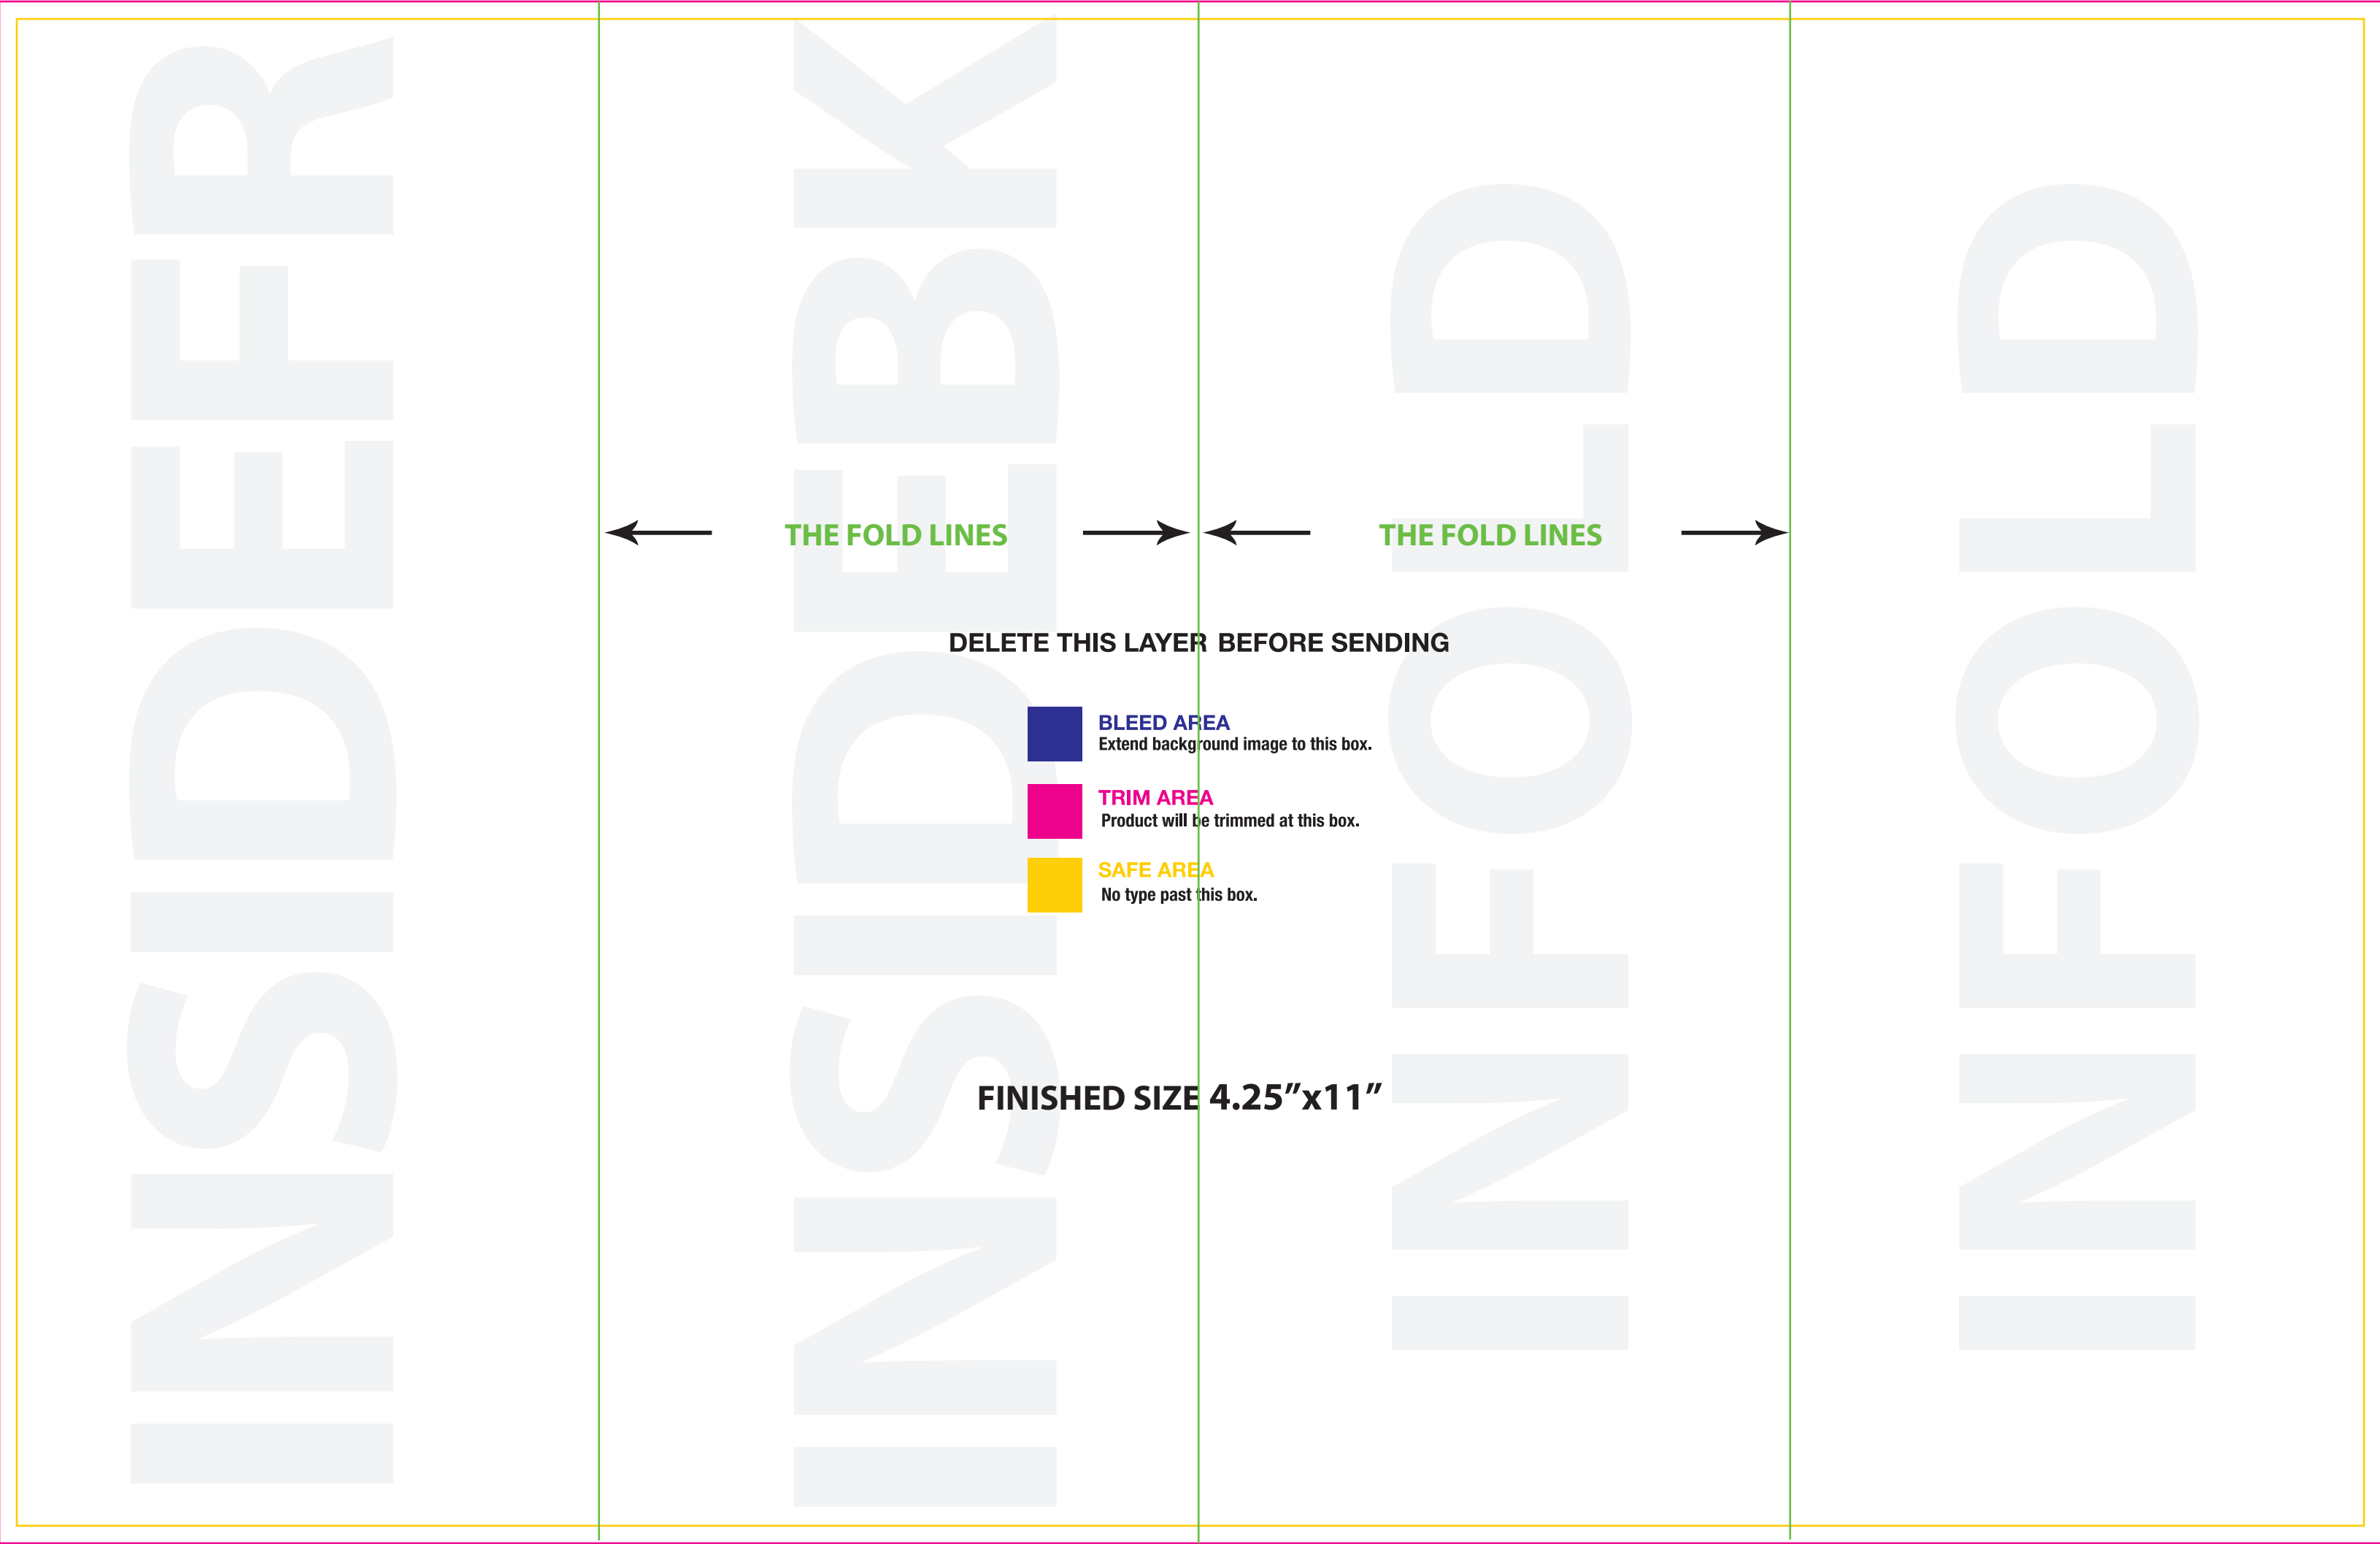 INSIDEFR
INSIDEBK
INFOLD
INFOLD
THE FOLD LINES
THE FOLD LINES
DELETE THIS LAYER BEFORE SENDING
BLEED AREA
Extend background image to this box.
TRIM AREA
Product will be trimmed at this box.
SAFE AREA
No type past this box.
FINISHED SIZE 4.25”x11”